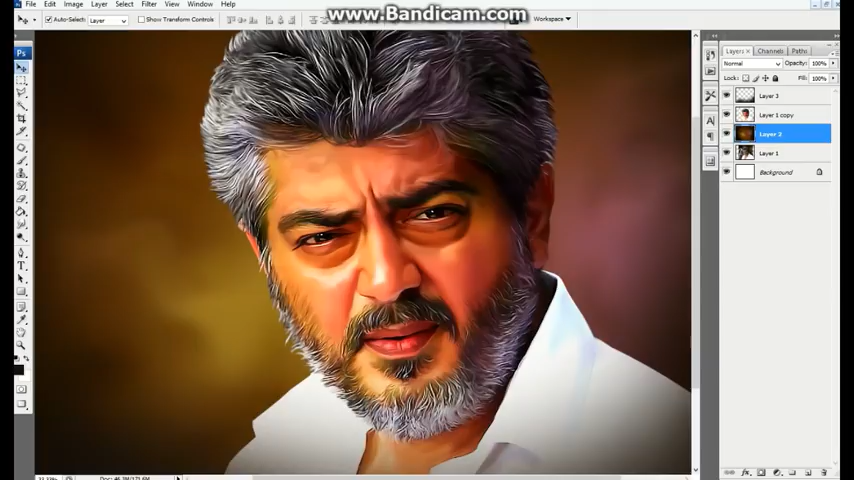 www.Bandicam.com
File Edit Image Layer Select Filter View Window Help Workspace
Auto-Select: Layer Show Transform Controls
Ps
Layers × Channels Paths
Normal Opacity: 100%
Lock: Fill: 100%
Layer 3
Layer 1 copy
Layer 2
Layer 1
Background